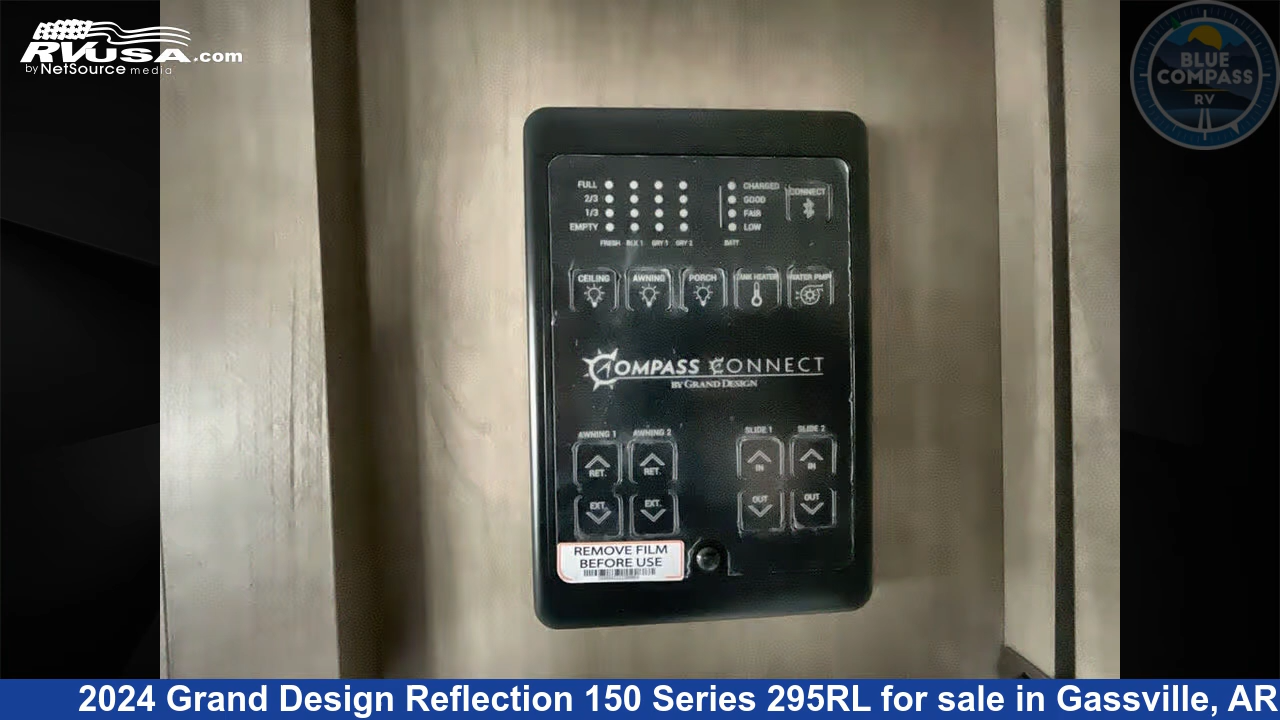 RVUSA.com
by NetSource media
BLUE
COMPASS
RV
FULL
2/3
1/3
EMPTY
FRESH BLK 1 GRY 1 GRY 2
CHARGED
GOOD
FAIR
LOW
BATT
CONNECT
CEILING AWNING PORCH TANK HEATER WATER PMP
COMPASS CONNECT
BY GRAND DESIGN
AWNING 1 AWNING 2 SLIDE 1 SLIDE 2
RET. RET. IN IN
EXT. EXT. OUT OUT
REMOVE FILM
BEFORE USE
2024 Grand Design Reflection 150 Series 295RL for sale in Gassville, AR